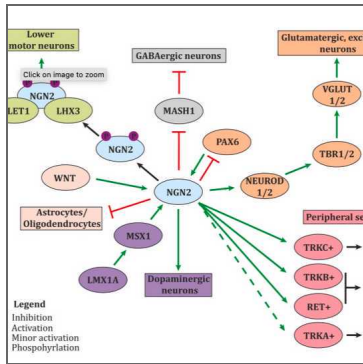 Lower
motor neurons
Click on image to zoom
NGN2
LET1
LHX3
NGN2
GABAergic neurons
MASH1
PAX6
Glutamatergic, exc
neurons
VGLUT
1/2
TBR1/2
NEUROD
1/2
WNT
NGN2
Astrocytes/
Oligodendrocytes
MSX1
LMX1A
Dopaminergic
neurons
Peripheral se
TRKC+
TRKB+
RET+
TRKA+
Legend
Inhibition
Activation
Minor activation
Phospohyrlation